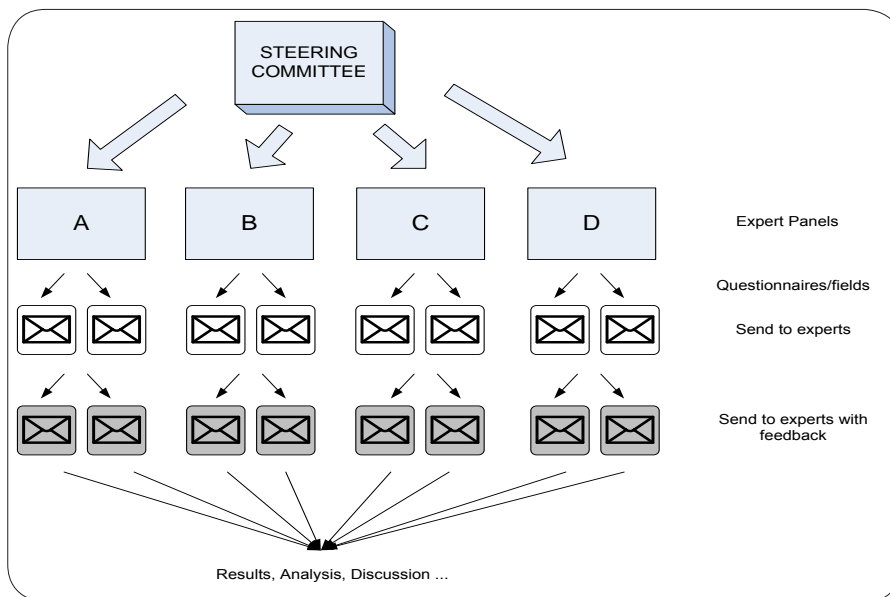 STEERING
COMMITTEE
A
B
C
D
Expert Panels
Questionnaires/fields
Send to experts
Send to experts with
feedback
Results, Analysis, Discussion ...